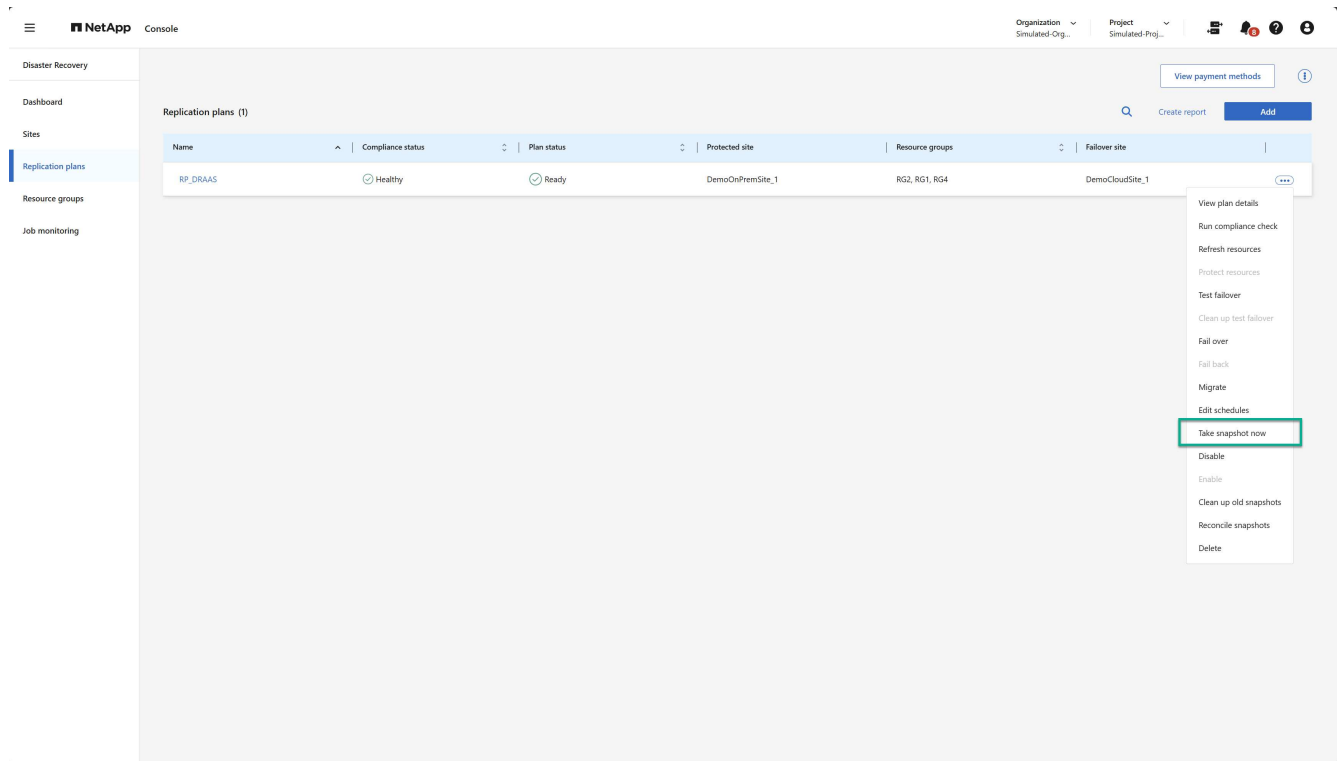 NetApp Console
Organization
Simulated-Org...
Project
Simulated-Proj...
8
Disaster Recovery
Dashboard
Sites
Replication plans
Resource groups
Job monitoring
View payment methods
Replication plans (1)
Create report
Add
Name Compliance status Plan status Protected site Resource groups Failover site
RP_DRAAS Healthy Ready DemoOnPremSite_1 RG2, RG1, RG4 DemoCloudSite_1
View plan details
Run compliance check
Refresh resources
Protect resources
Test failover
Clean up test failover
Fail over
Fail back
Migrate
Edit schedules
Take snapshot now
Disable
Enable
Clean up old snapshots
Reconcile snapshots
Delete